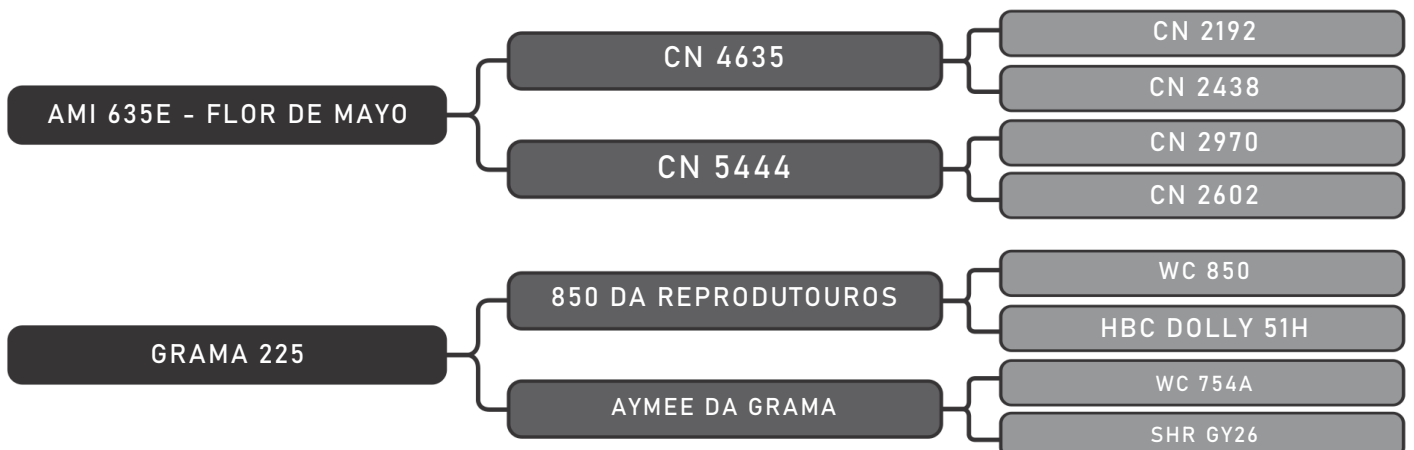 AMI 635E - FLOR DE MAYO
CN 4635
CN 2192
CN 2438
CN 5444
CN 2970
CN 2602
GRAMA 225
850 DA REPRODUTOUROS
WC 850
HBC DOLLY 51H
AYMEE DA GRAMA
WC 754A
SHR GY26